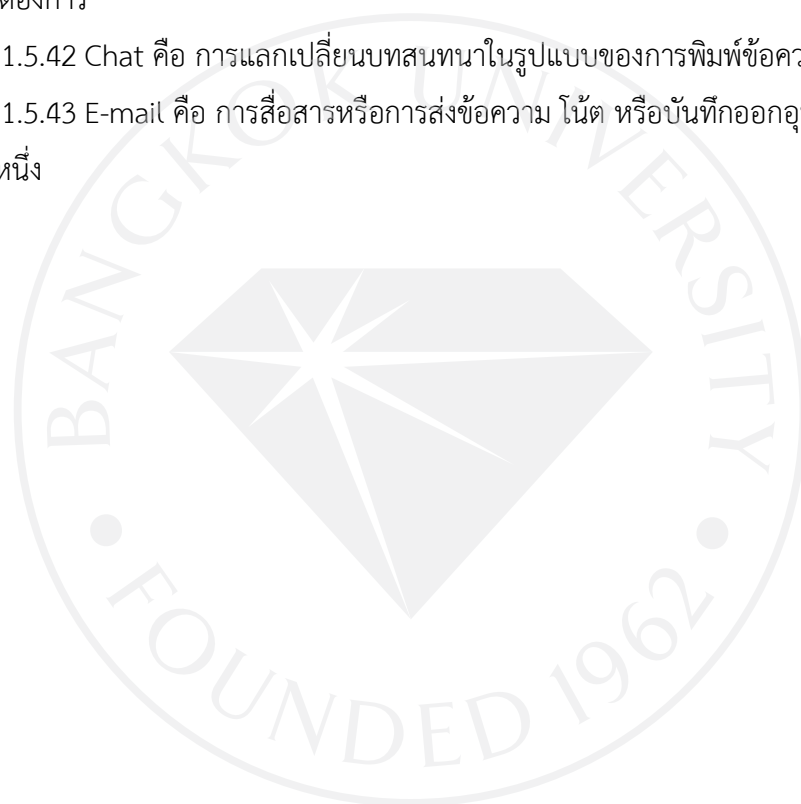 ต้องการ
1.5.42 Chat คือ การแลกเปลี่ยนบทสนทนาในรูปแบบของการพิมพ์ข้อคว
1.5.43 E-mail คือ การสื่อสารหรือการส่งข้อความ โน้ต หรือบันทึกออกอุ
หนึ่ง
BANGKOK UNIVERSITY
FOUNDED 1962